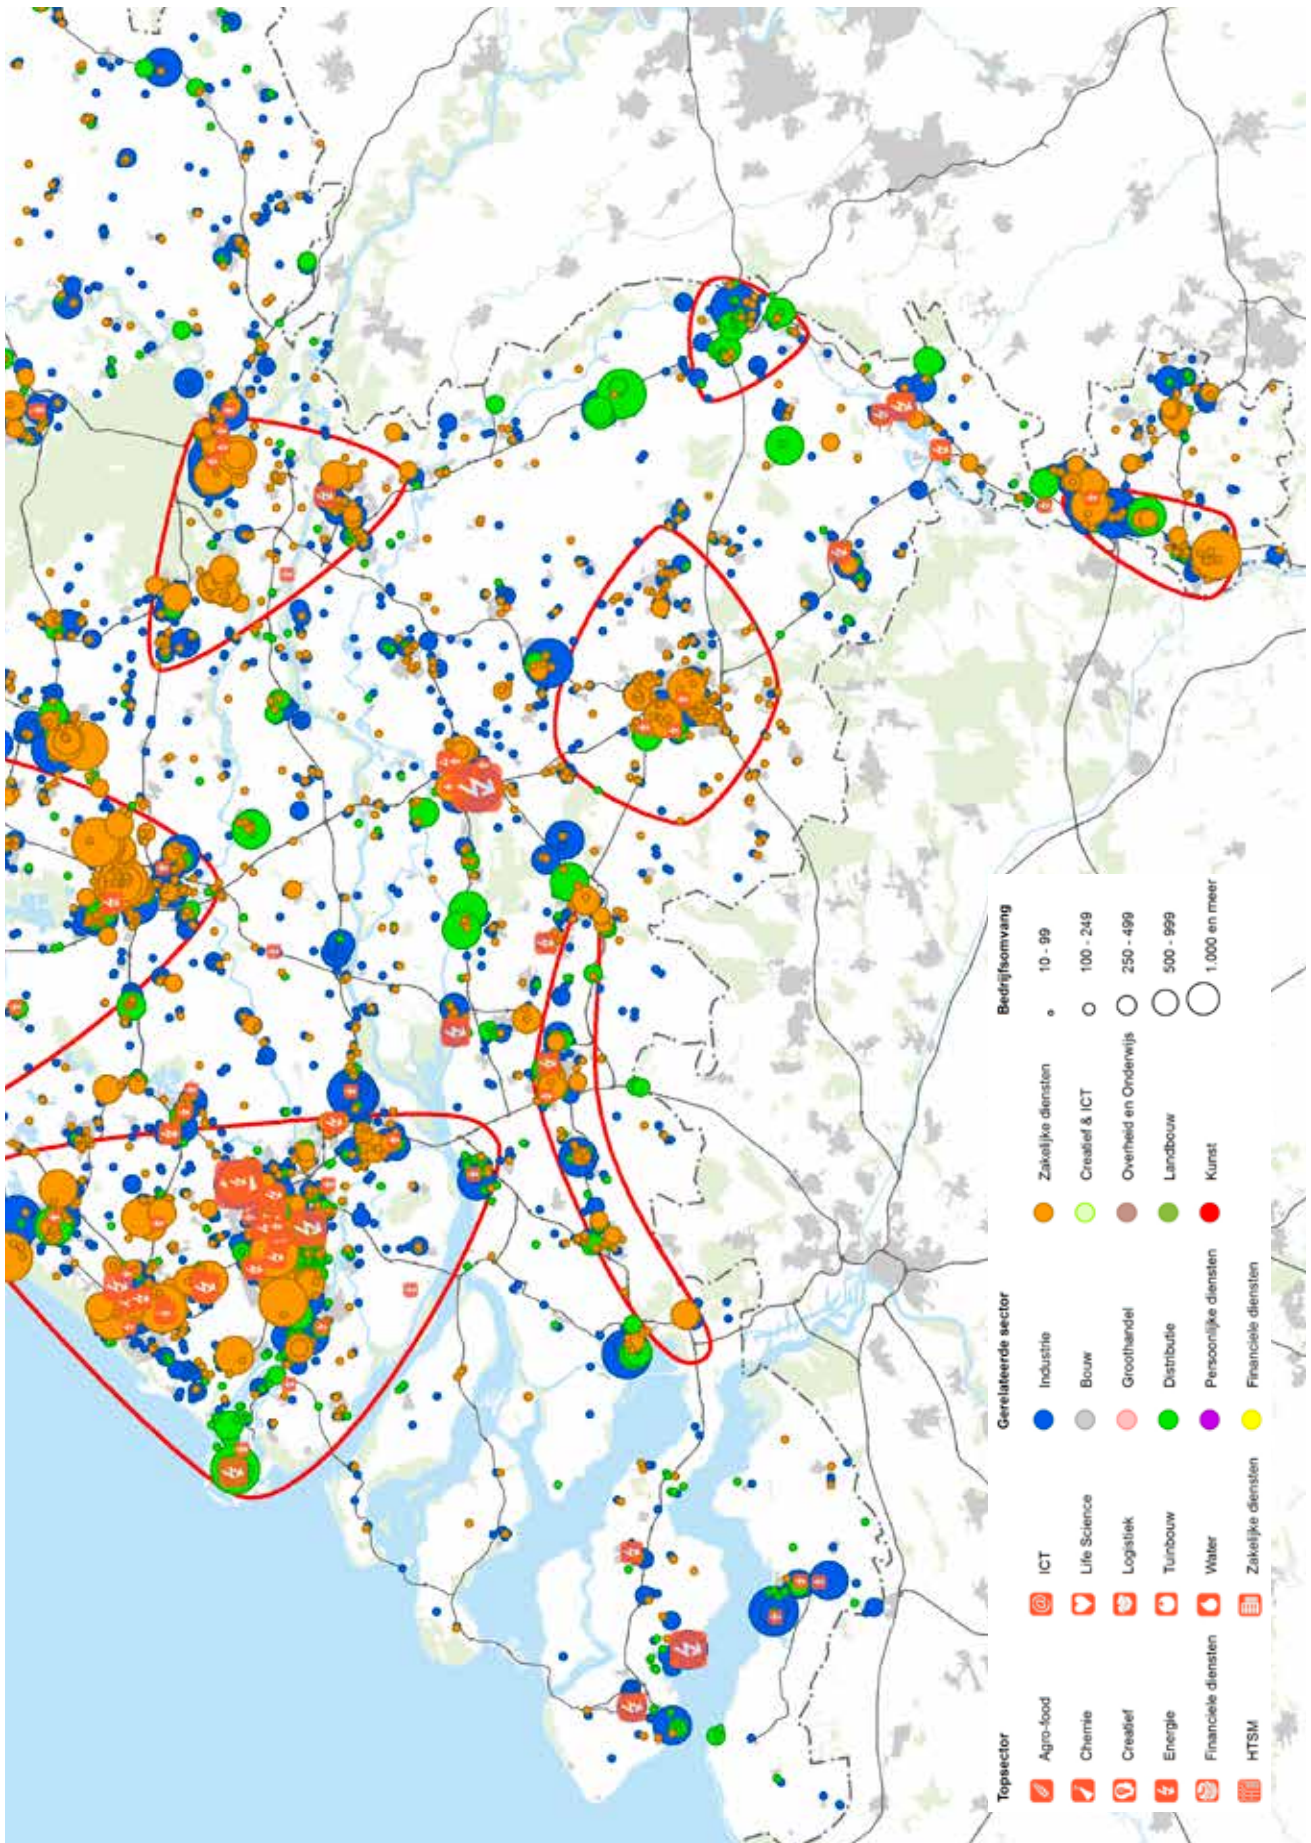 Topsector
Agro-food
Chemie
Creatief
Energie
Financiele diensten
HTSM
ICT
Life Science
Logistiek
Tuinbouw
Water
Zakelijke diensten
Gerelateerde sector
Industrie
Bouw
Groothandel
Distributie
Persoonlijke diensten
Financiele diensten
Zakelijke diensten
Creatief & ICT
Overheid en Onderwijs
Landbouw
Kunst
Bedrijfsomvang
10 - 99
100 - 249
250 - 499
500 - 999
1.000 en meer